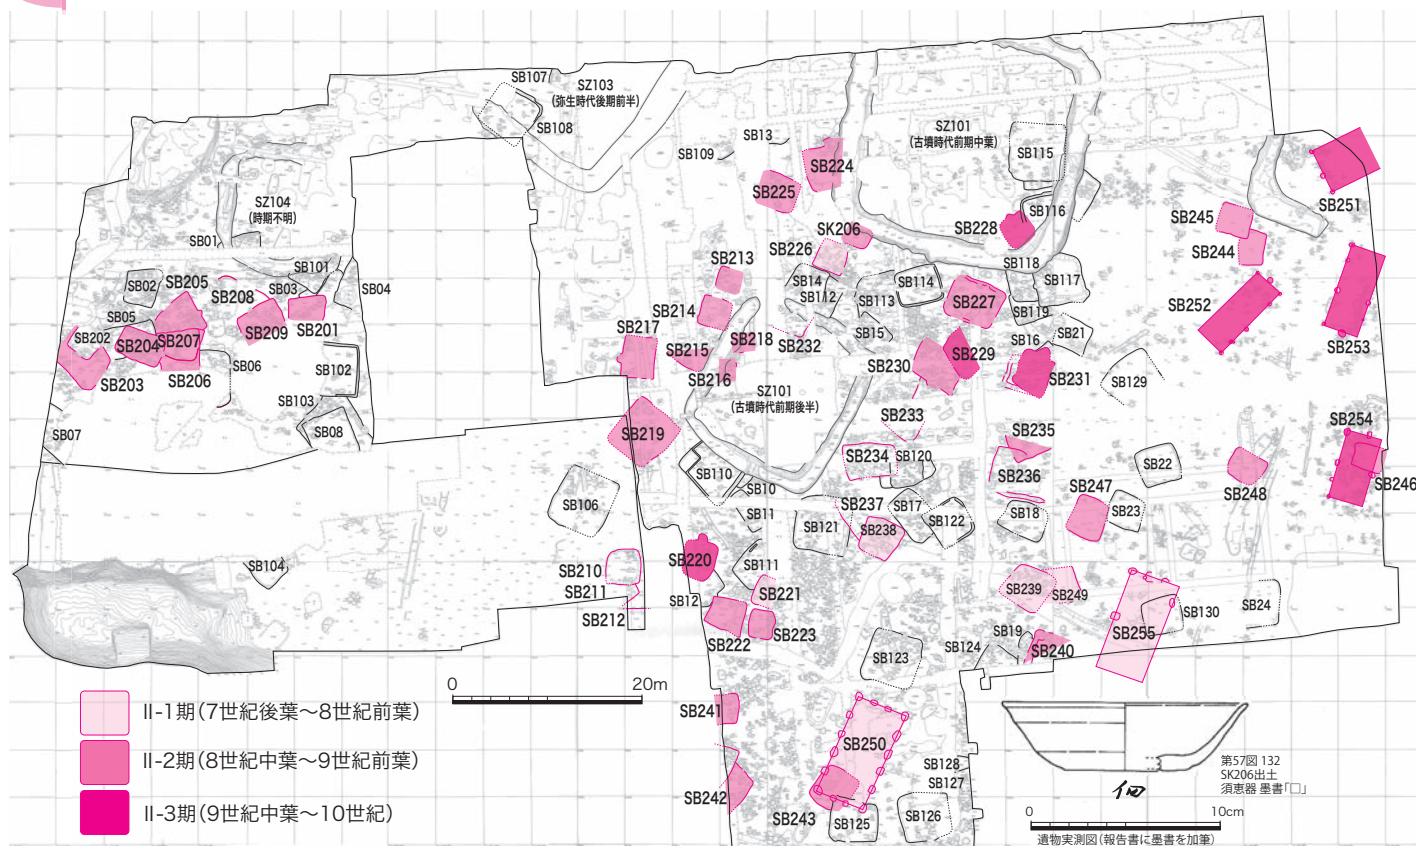 SB107
SZ103
(弥生時代後期前半)
SB108
SB13
SB109
SB224
SB225
SZ101
(古墳時代前期中葉)
SB115
SB116
SB228
SB251
SB245
SB244
SZ104
(時期不明)
SB01
SB101
SB02
SB205
SB208
SB03
SB04
SB05
SB202
SB204
SB207
SB209
SB201
SB203
SB206
SB06
SB102
SB103
SB08
SB07
SK206
SB226
SB213
SB214
SB14
SB112
SB113
SB114
SB118
SB117
SB227
SB119
SB252
SB253
SB217
SB215
SB218
SB216
SB232
SB15
SB16
SB21
SB230
SB229
SB231
SB129
SZ101
(古墳時代前期後半)
SB219
SB233
SB234
SB120
SB235
SB236
SB254
SB22
SB248
SB246
SB110
SB10
SB11
SB106
SB121
SB237
SB17
SB238
SB122
SB18
SB247
SB23
SB104
SB210
SB211
SB212
SB220
SB111
SB12
SB221
SB222
SB223
SB239
SB249
SB255
SB130
SB24
SB19
SB124
SB240
SB123
SB241
SB242
SB250
SB243
SB125
SB128
SB127
SB126
0 20m
II-1期(7世紀後葉〜8世紀前葉)
II-2期(8世紀中葉〜9世紀前葉)
II-3期(9世紀中葉〜10世紀)
第57図 132
SK206出土
須恵器 墨書「□」
0 10cm
遺物実測図(報告書に墨書を加筆)